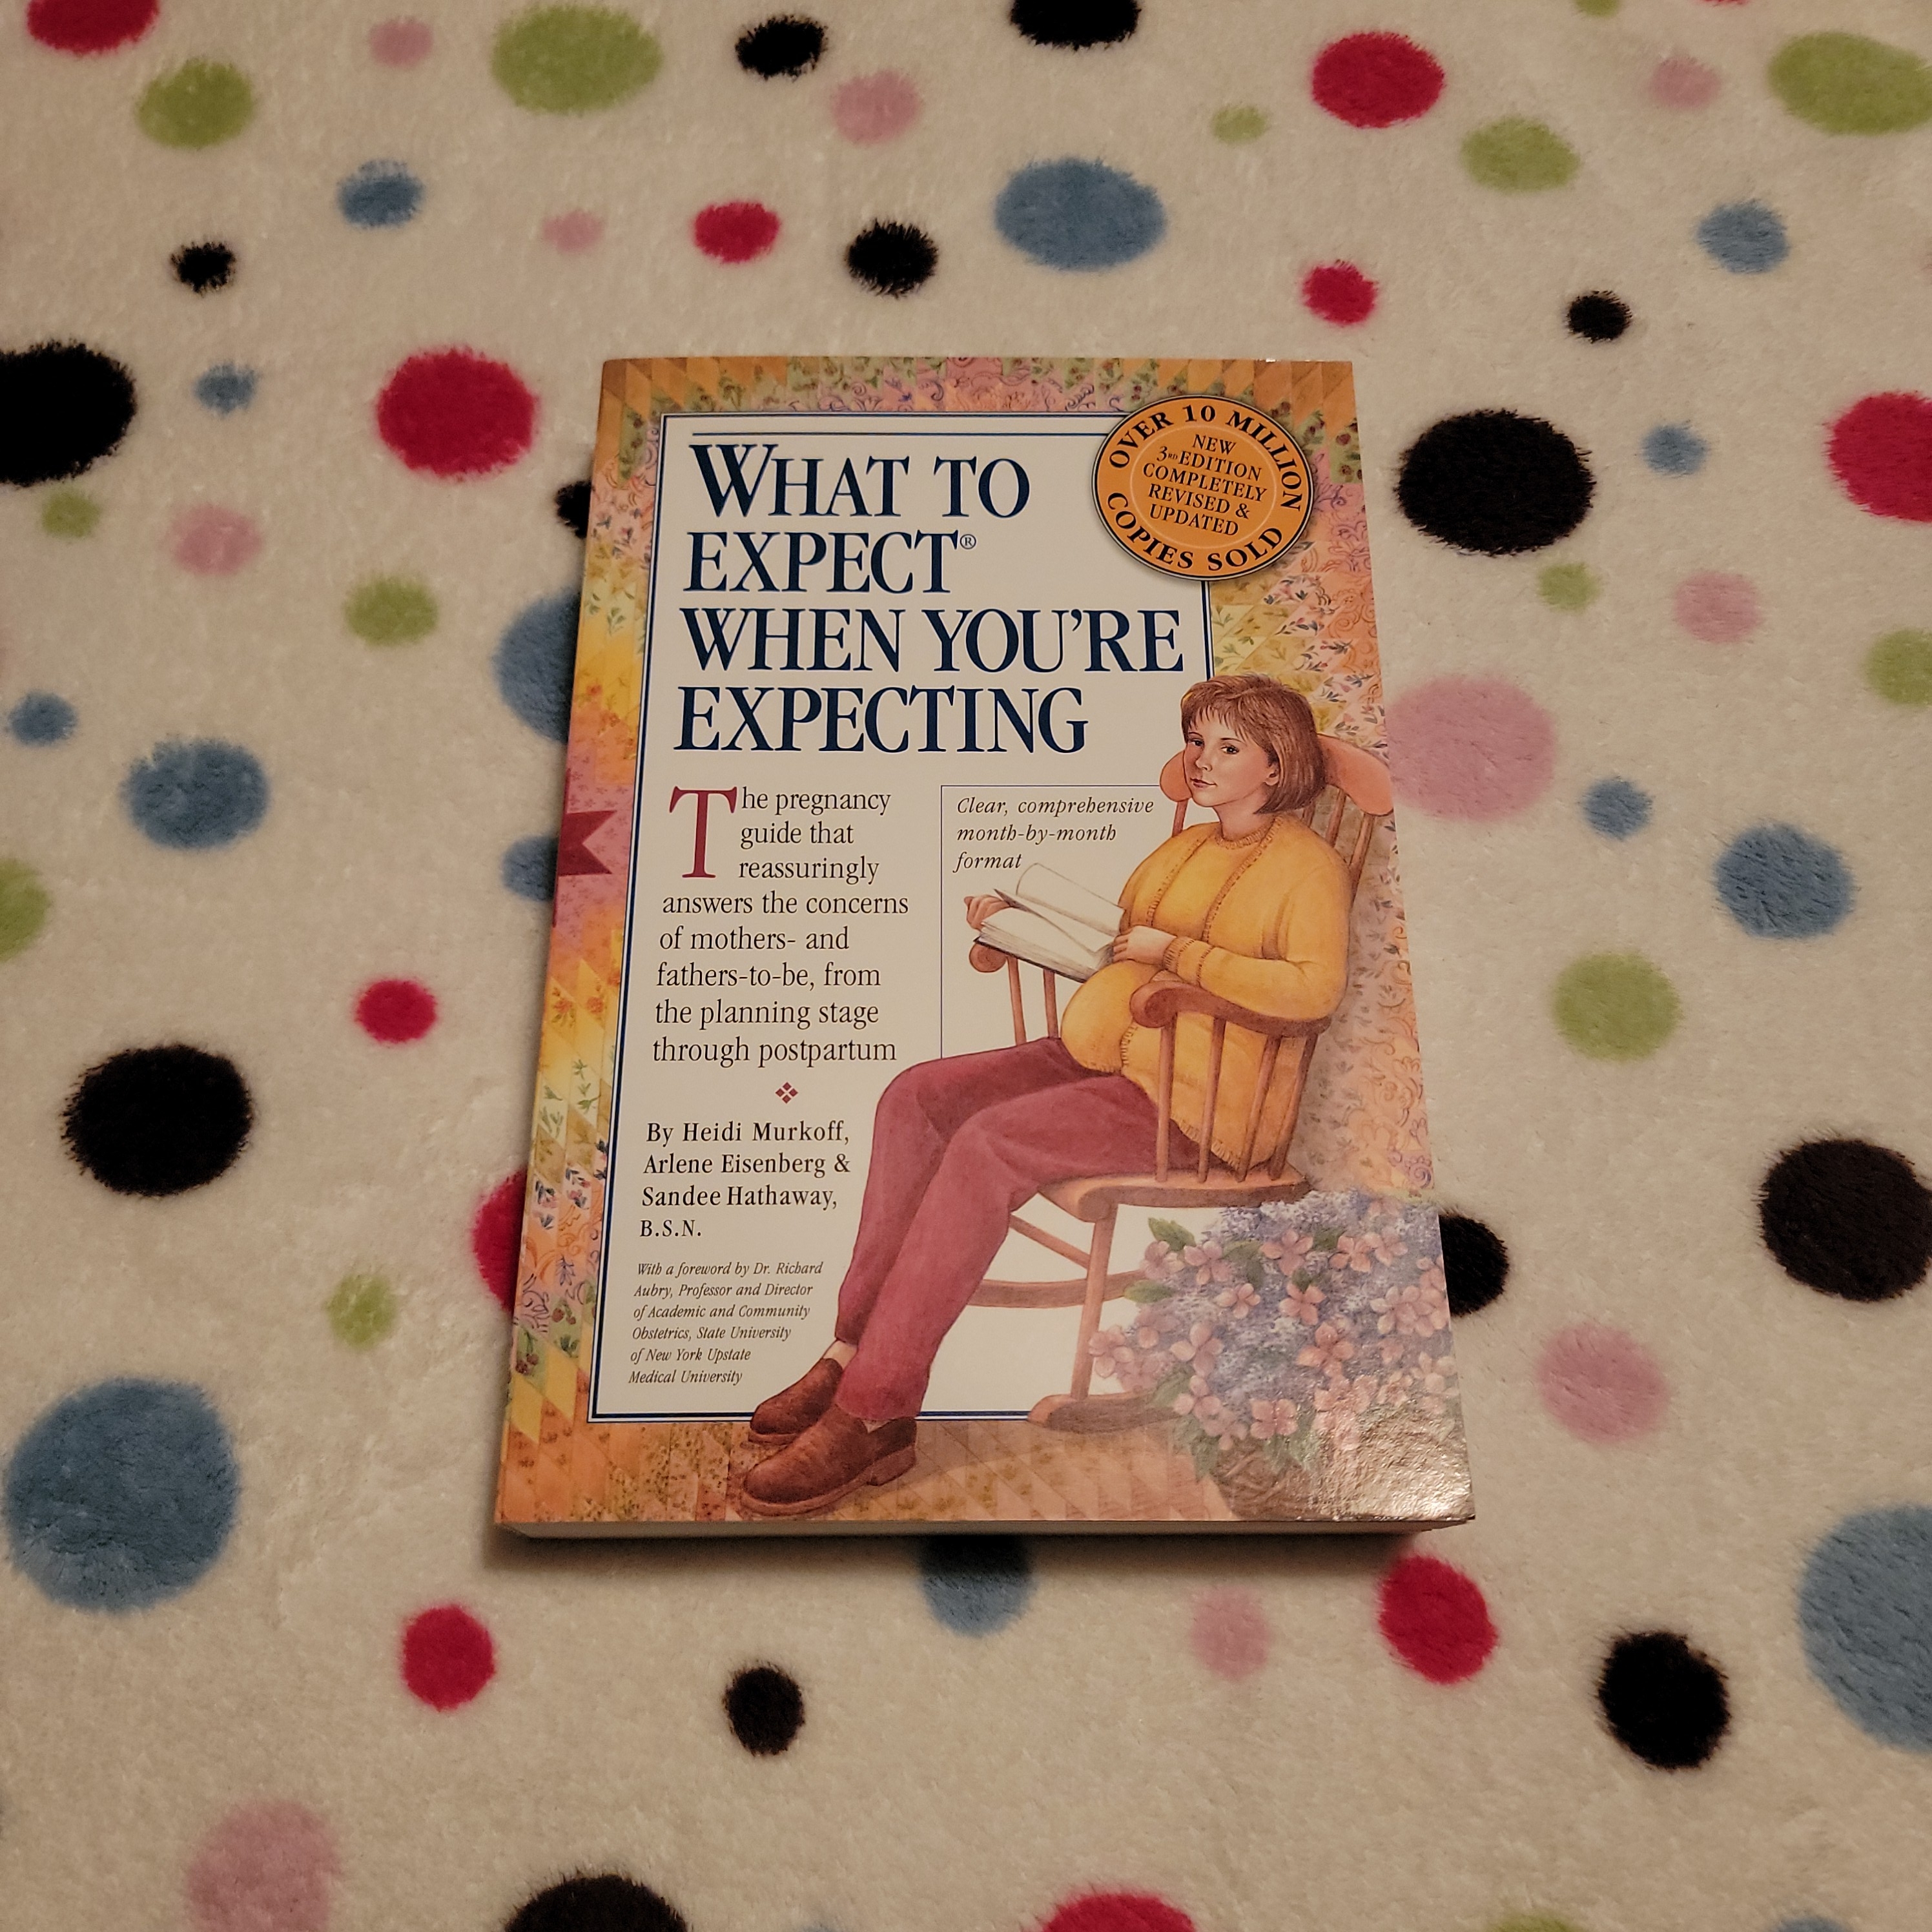 WHAT TO
EXPECT®
WHEN YOU'RE
EXPECTING
OVER 10 MILLION
NEW
3RD EDITION
COMPLETELY
REVISED &
UPDATED
COPIES SOLD
The pregnancy
guide that
reassuringly
answers the concerns
of mothers- and
fathers-to-be, from
the planning stage
through postpartum
Clear, comprehensive
month-by-month
format
By Heidi Murkoff,
Arlene Eisenberg &
Sandee Hathaway,
B.S.N.
With a foreword by Dr. Richard
Aubry, Professor and Director
of Academic and Community
Obstetrics, State University
of New York Upstate
Medical University